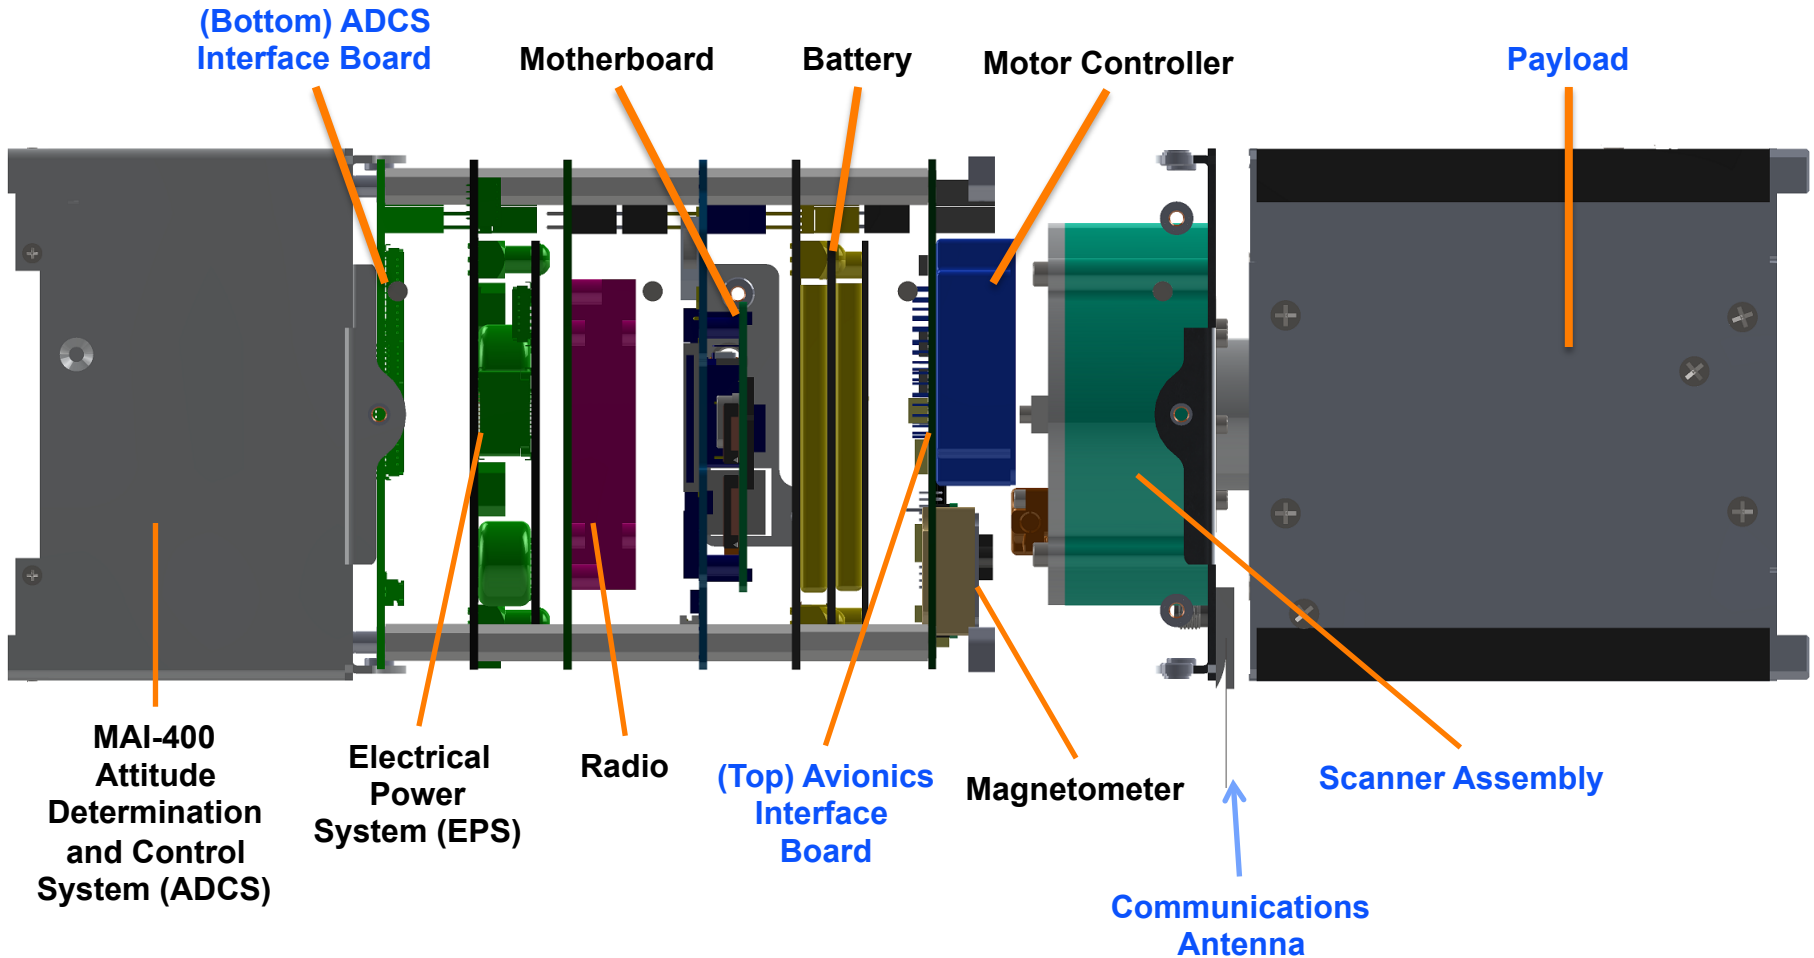 (Bottom) ADCS
Interface Board
Motherboard
Battery
Motor Controller
Payload
MAI-400
Attitude
Determination
and Control
System (ADCS)
Electrical
Power
System (EPS)
Radio
(Top) Avionics
Interface
Board
Magnetometer
Scanner Assembly
Communications
Antenna